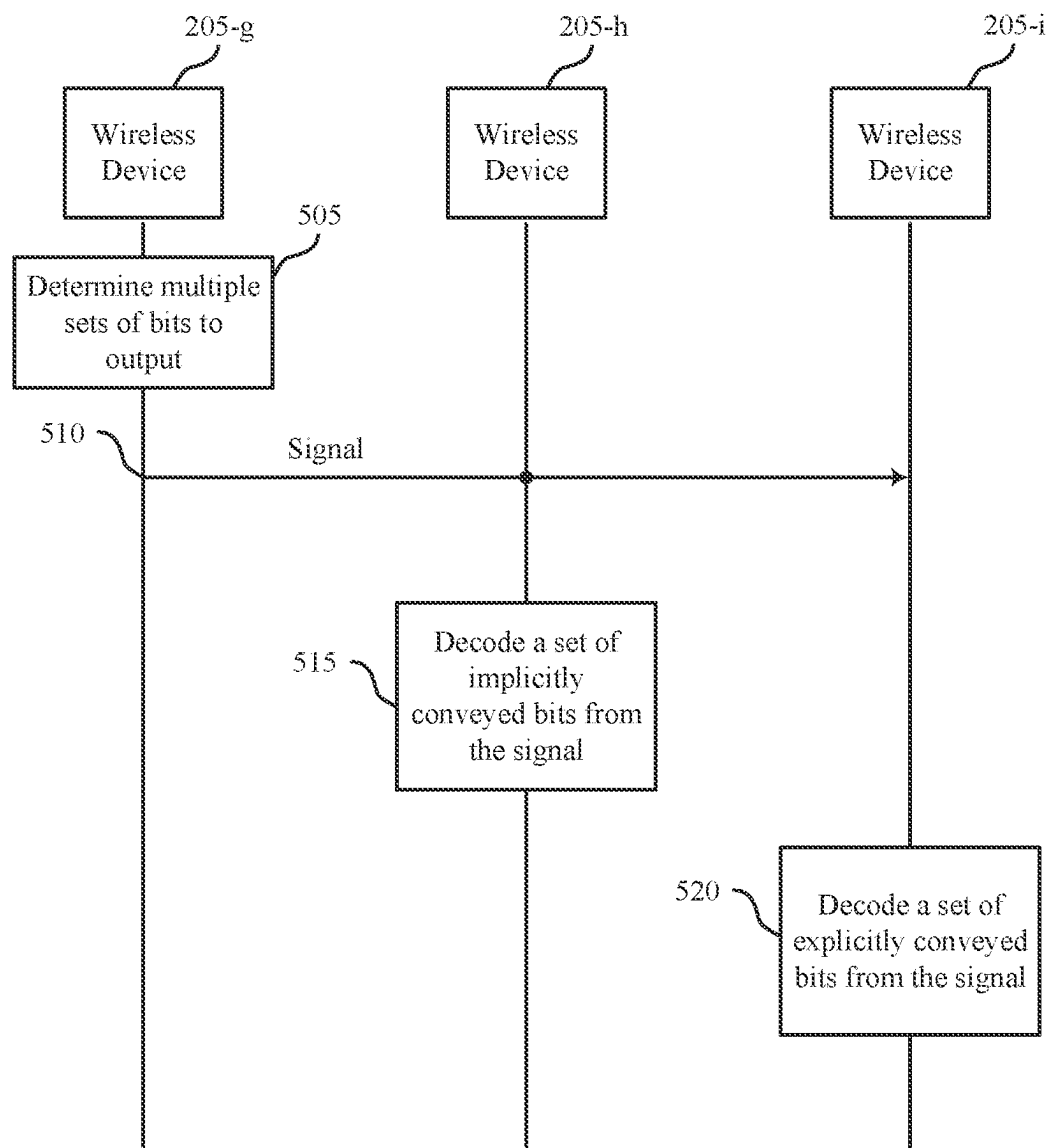 205-g
205-h
205-i
Wireless
Device
Wireless
Device
Wireless
Device
505
Determine multiple
sets of bits to
output
510
Signal
515
Decode a set of
implicitly
conveyed bits from
the signal
520
Decode a set of
explicitly conveyed
bits from the signal